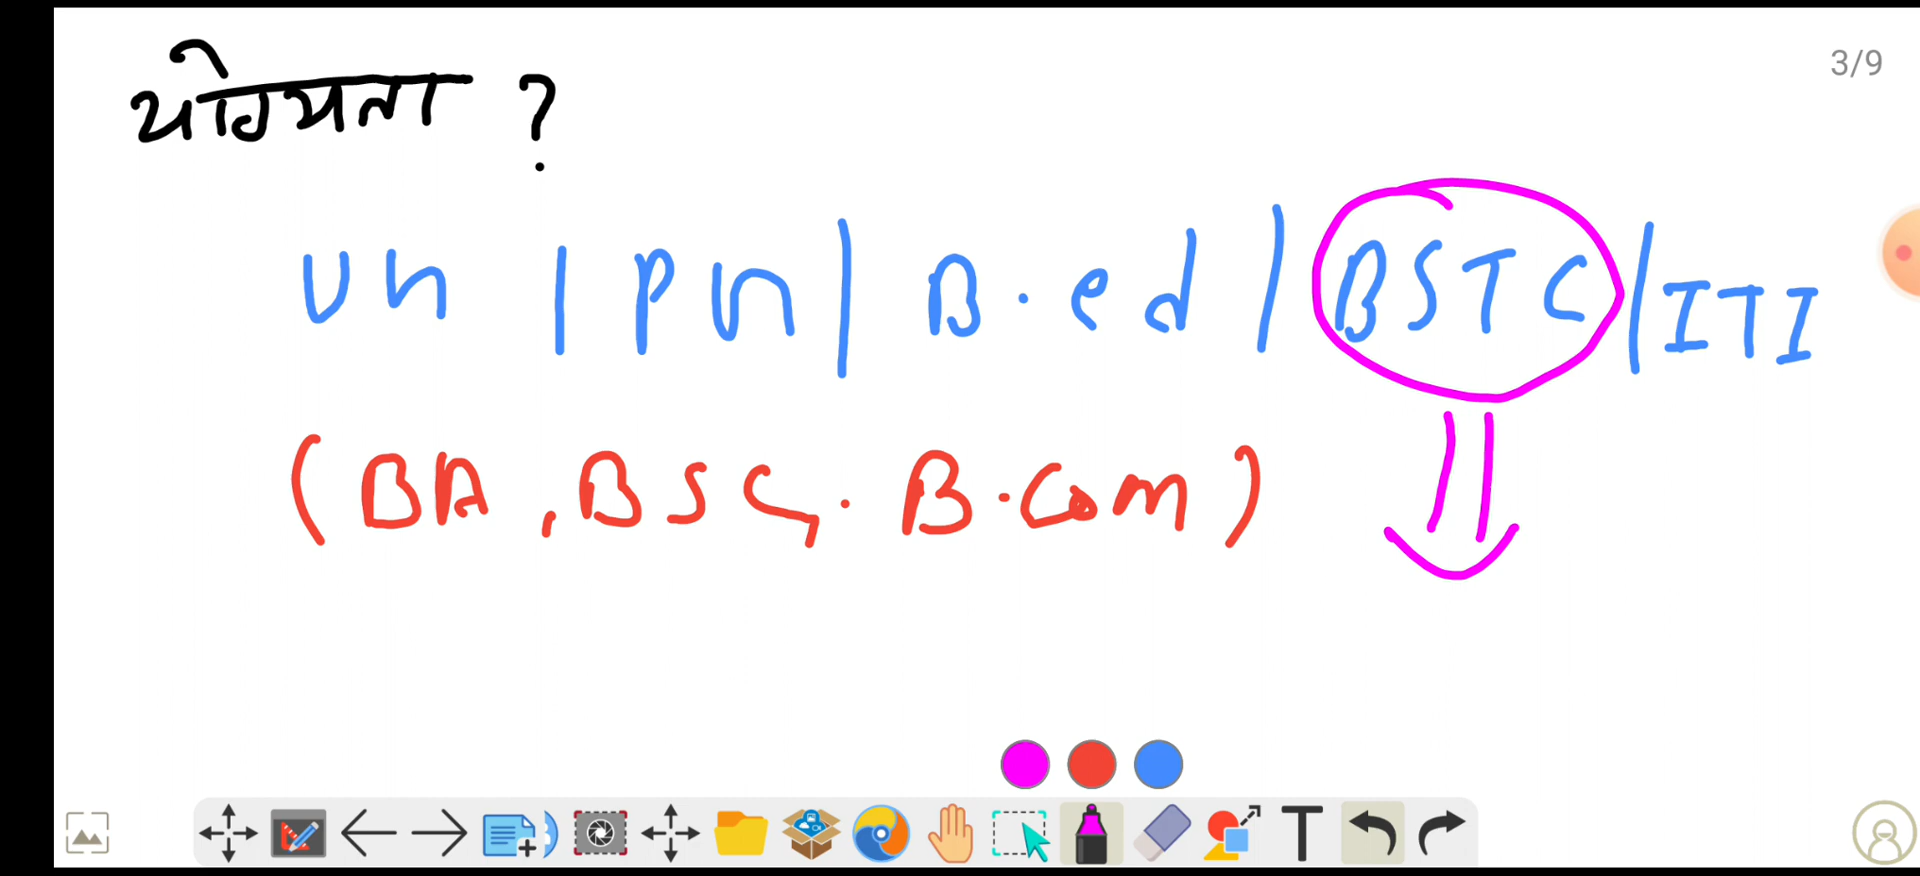 योग्यता ?
3/9
UG | PG | B.ed | BSTC | ITI
(BA, BSC, B.Com)
T